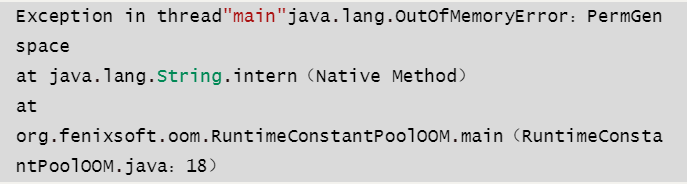 Exception in thread"main"java.lang.OutOfMemoryError：PermGen
space
at java.lang.String.intern（Native Method）
at
org.fenixsoft.oom.RuntimeConstantPoolOOM.main（RuntimeConsta
ntPoolOOM.java：18）